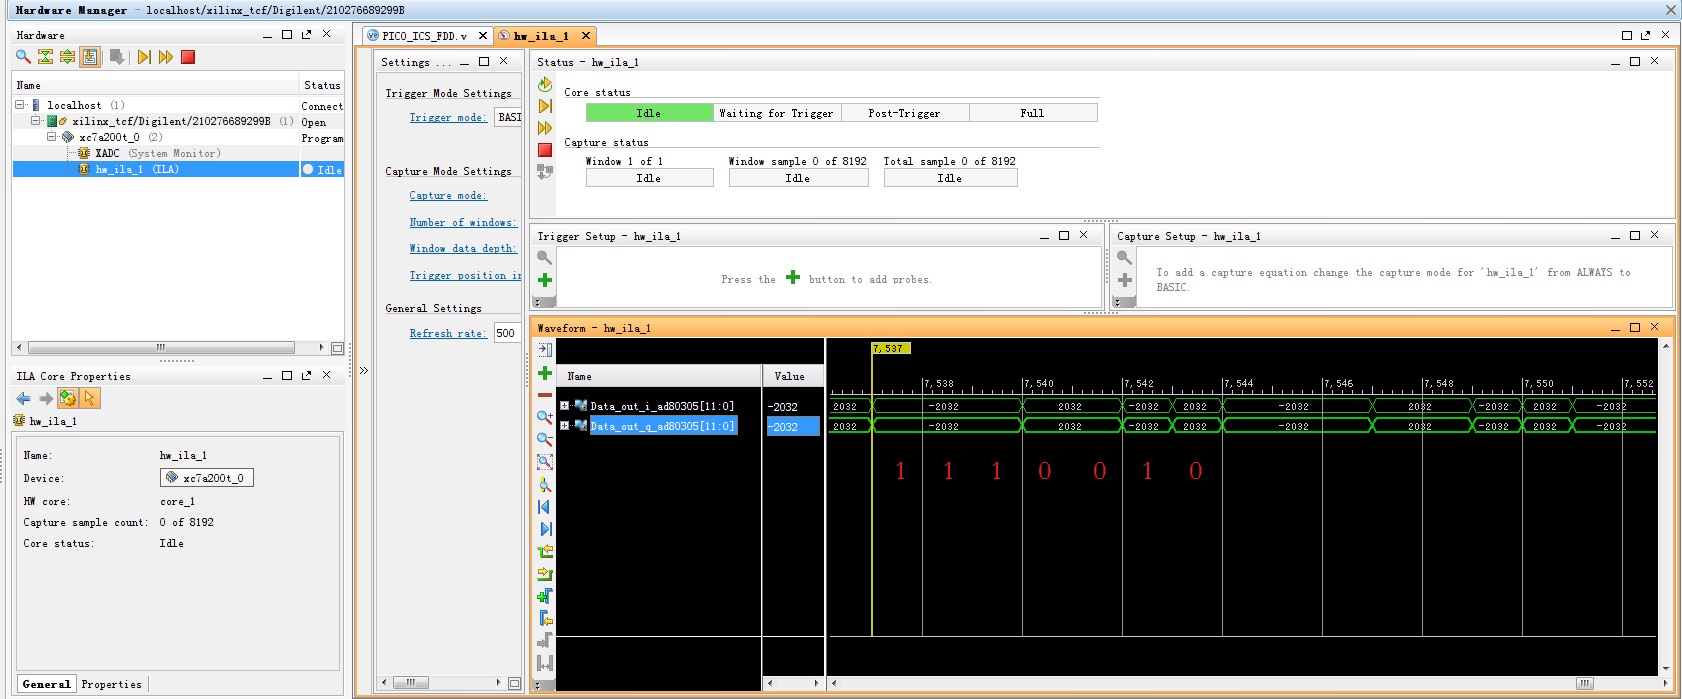 Hardware Manager - localhost/xilinx_tcf/Digilent/210276689299B
Hardware
Name Status
localhost (1) Connect
xilinx_tcf/Digilent/210276689299B (1) Open
xc7a200t_0 (2) Program
XADC (System Monitor)
hw_ila_1 (ILA) Idle
ILA Core Properties
hw_ila_1
Name: hw_ila_1
Device: xc7a200t_0
HW core: core_1
Capture sample count: 0 of 8192
Core status: Idle
General Properties
PICO_ICS_FDD.v hw_ila_1
Settings ...
Trigger Mode Settings
Trigger mode: BASI
Capture Mode Settings
Capture mode:
Number of windows:
Window data depth:
Trigger position in
General Settings
Refresh rate: 500
Status - hw_ila_1
Core status
Idle Waiting for Trigger Post-Trigger Full
Capture status
Window 1 of 1 Window sample 0 of 8192 Total sample 0 of 8192
Idle Idle Idle
Trigger Setup - hw_ila_1
Press the + button to add probes.
Capture Setup - hw_ila_1
To add a capture equation change the capture mode for 'hw_ila_1' from ALWAYS to
BASIC.
Waveform - hw_ila_1
7,537
Name Value
7,538 7,540 7,542 7,544 7,546 7,548 7,550 7,552
Data_out_i_ad80305[11:0] -2032 2032 -2032 2032 -2032 2032 -2032 2032 -2032 2032 -2032
Data_out_q_ad80305[11:0] -2032 2032 -2032 2032 -2032 2032 -2032 2032 -2032 2032 -2032
1 1 1 0 0 1 0